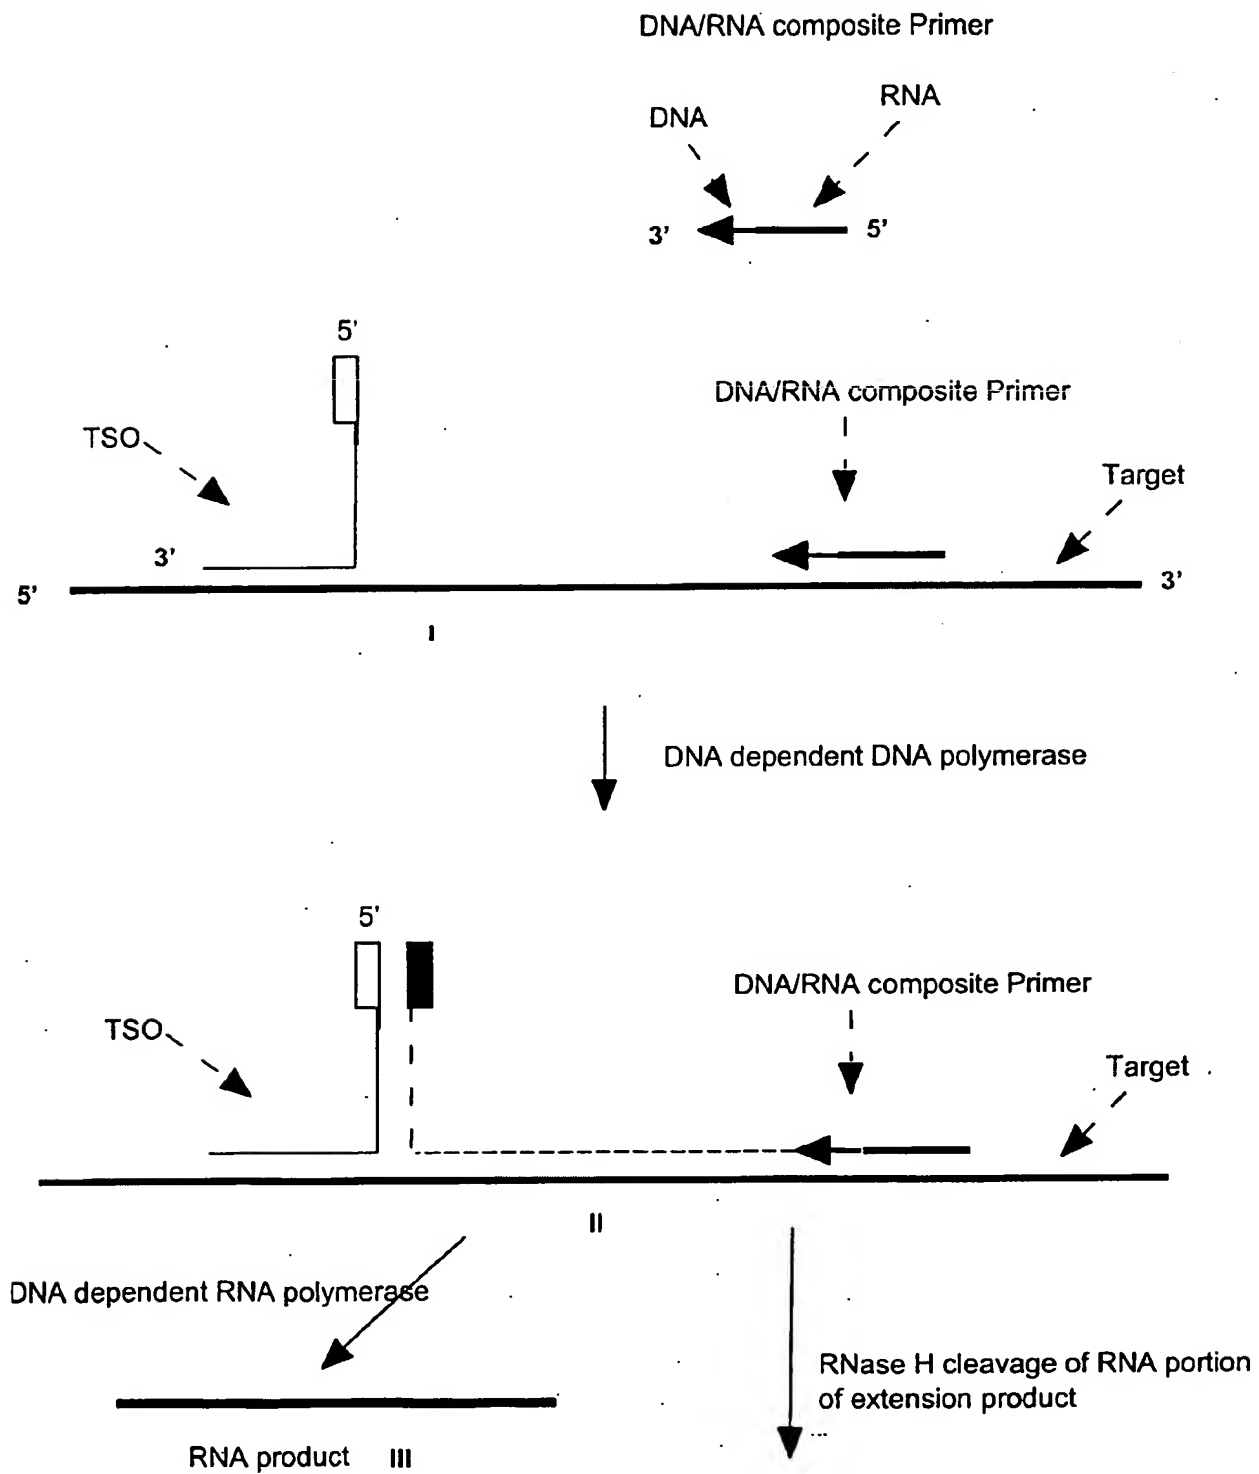 DNA/RNA composite Primer
DNA
RNA
3'
5'
5'
TSO
DNA/RNA composite Primer
Target
3'
5'
3'
I
DNA dependent DNA polymerase
5'
TSO
DNA/RNA composite Primer
Target
II
DNA dependent RNA polymerase
RNase H cleavage of RNA portion
of extension product
RNA product III